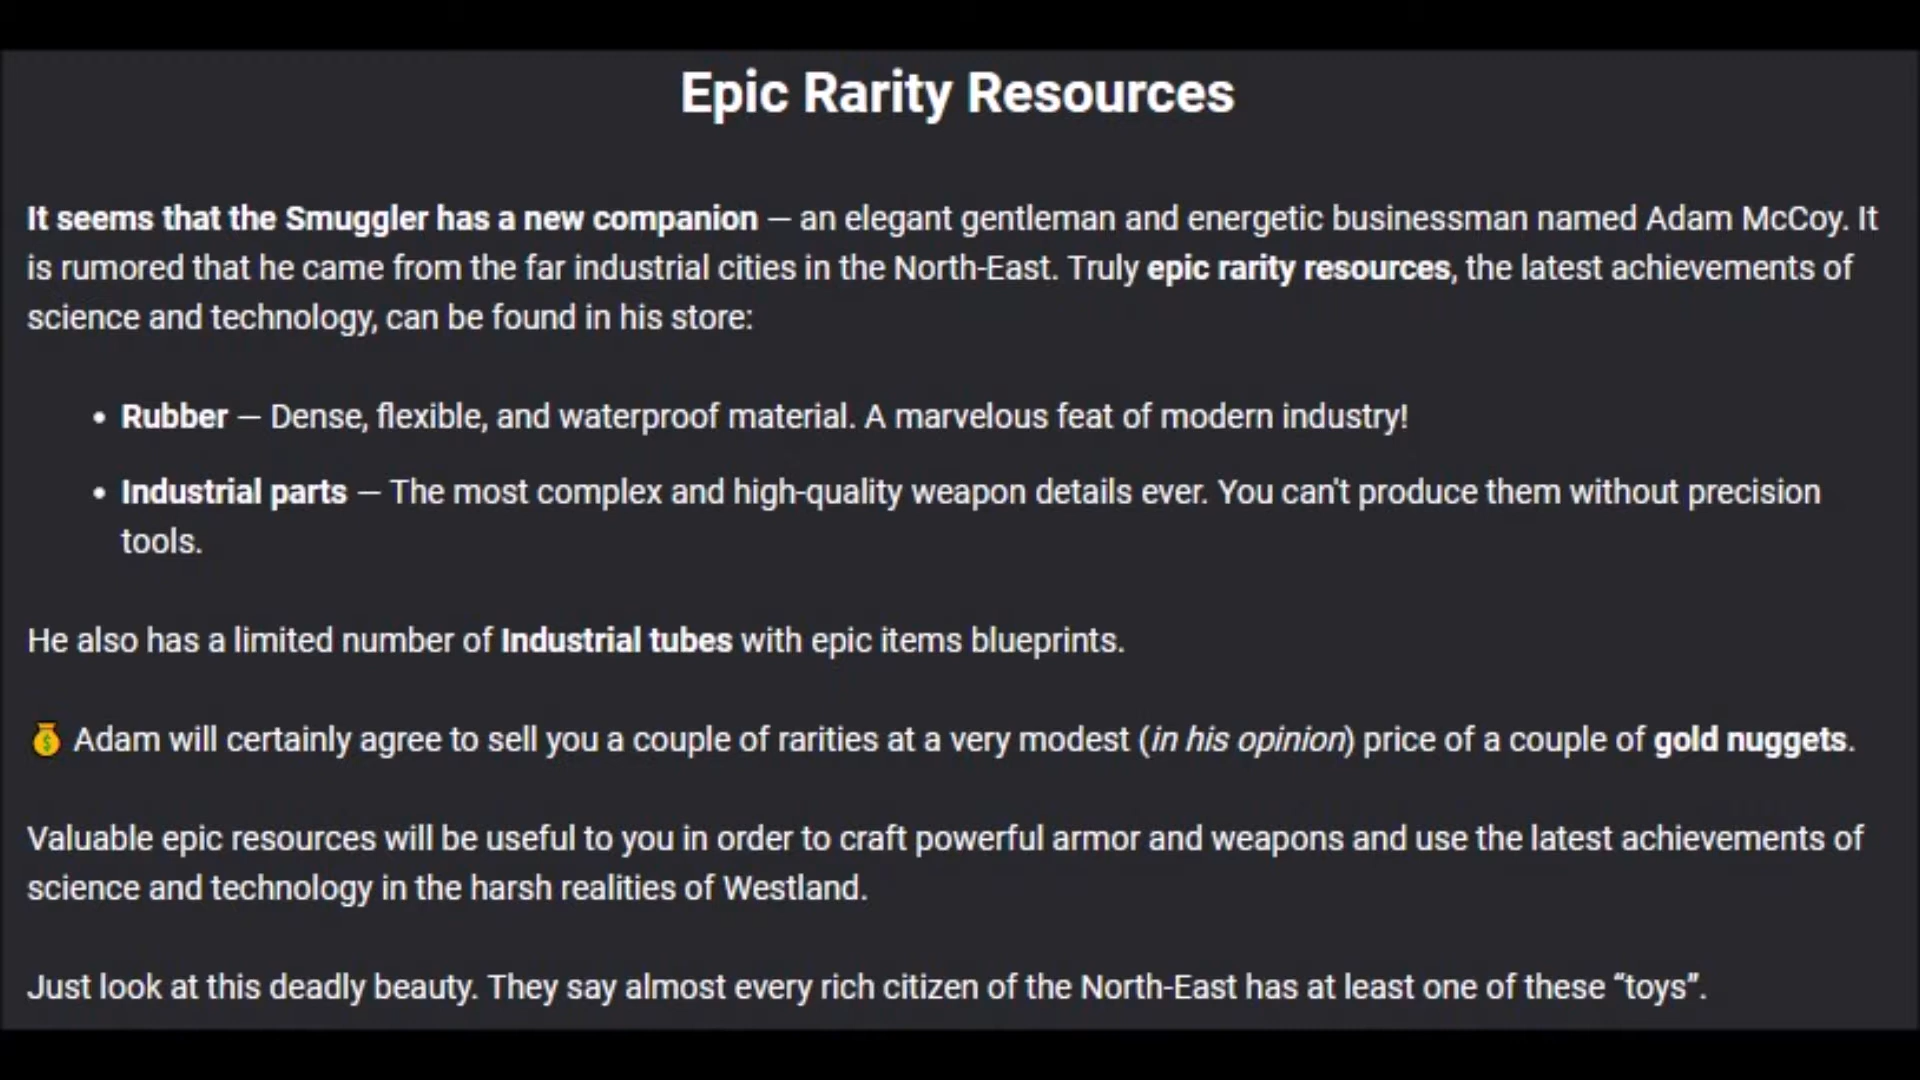 Epic Rarity Resources
It seems that the Smuggler has a new companion — an elegant gentleman and energetic businessman named Adam McCoy. It
is rumored that he came from the far industrial cities in the North-East. Truly epic rarity resources, the latest achievements of
science and technology, can be found in his store:
• Rubber — Dense, flexible, and waterproof material. A marvelous feat of modern industry!
• Industrial parts — The most complex and high-quality weapon details ever. You can't produce them without precision
tools.
He also has a limited number of Industrial tubes with epic items blueprints.
💰 Adam will certainly agree to sell you a couple of rarities at a very modest (in his opinion) price of a couple of gold nuggets.
Valuable epic resources will be useful to you in order to craft powerful armor and weapons and use the latest achievements of
science and technology in the harsh realities of Westland.
Just look at this deadly beauty. They say almost every rich citizen of the North-East has at least one of these “toys”.